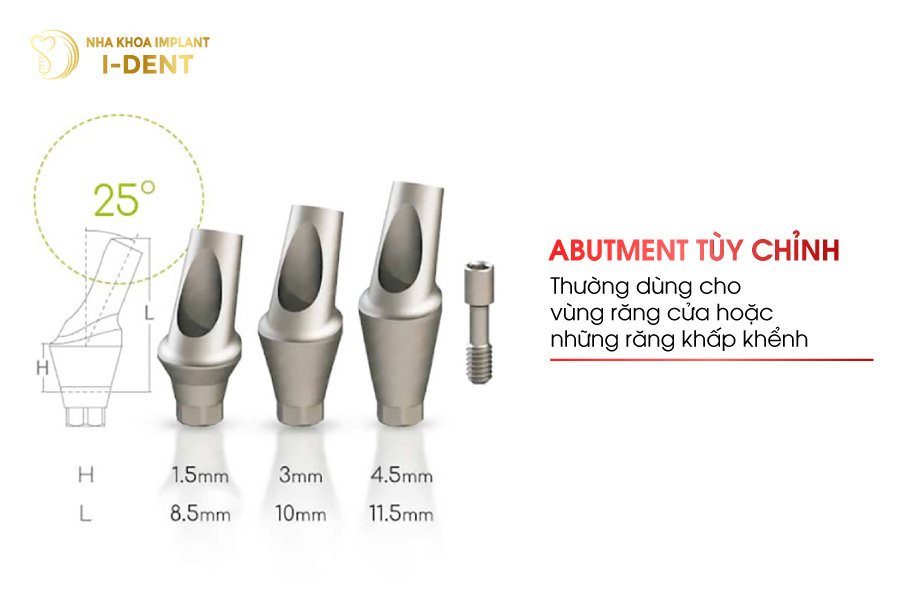 NHA KHOA IMPLANT
I-DENT
25°
L
H
ABUTMENT TÙY CHỈNH
Thường dùng cho
vùng răng cửa hoặc
những răng khấp khểnh
H 1.5mm 3mm 4.5mm
L 8.5mm 10mm 11.5mm